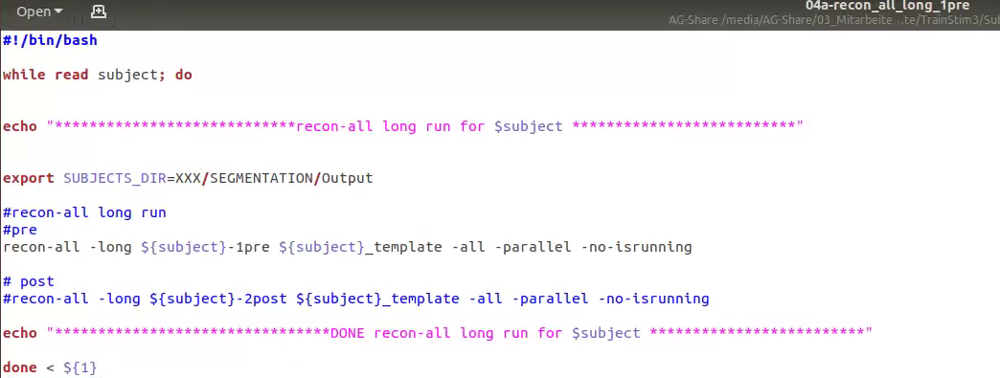 Open
04a-recon_all_long_1pre
AG-Share /media/AG-Share/03_Mitarbeite…te/TrainStim3/Sub
#!/bin/bash
while read subject; do
echo "****************************recon-all long run for $subject **************************"
export SUBJECTS_DIR=XXX/SEGMENTATION/Output
#recon-all long run
#pre
recon-all -long ${subject}-1pre ${subject}_template -all -parallel -no-isrunning
# post
#recon-all -long ${subject}-2post ${subject}_template -all -parallel -no-isrunning
echo "********************************DONE recon-all long run for $subject *************************"
done < ${1}